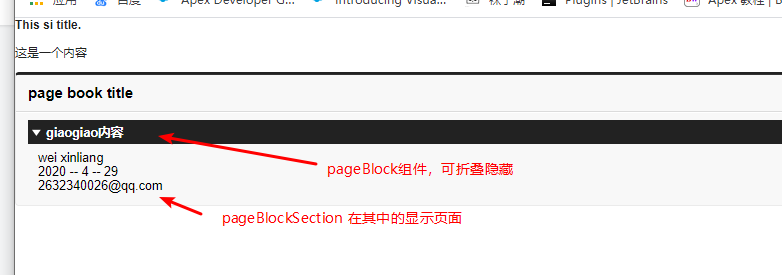 应用
百度
Apex Developer G...
Introducing Visua...
袜子潮
Plugins | JetBrains
Apex 教程 | B
This si title.
这是一个内容
page book title
giaogiao内容
wei xinliang
2020 -- 4 -- 29
2632340026@qq.com
pageBlock组件，可折叠隐藏
pageBlockSection 在其中的显示页面